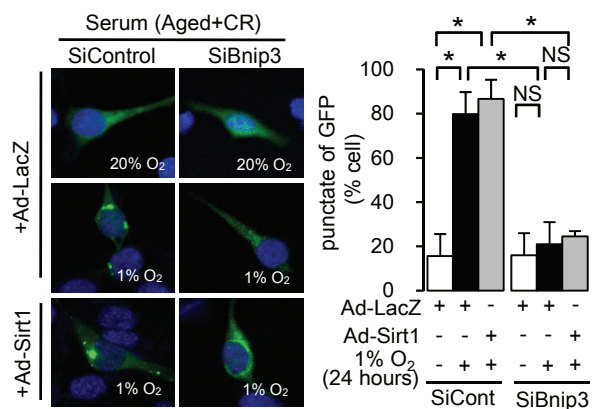 Serum (Aged+CR)
SiControl SiBnip3
+Ad-LacZ
20% O₂ 20% O₂
1% O₂ 1% O₂
+Ad-Sirt1
1% O₂ 1% O₂
* *
* * NS
NS
punctate of GFP
(% cell)
100
80
60
40
20
0
Ad-LacZ + + - + + -
Ad-Sirt1 - - + - - +
1% O₂ - + + - + +
(24 hours)
SiCont SiBnip3